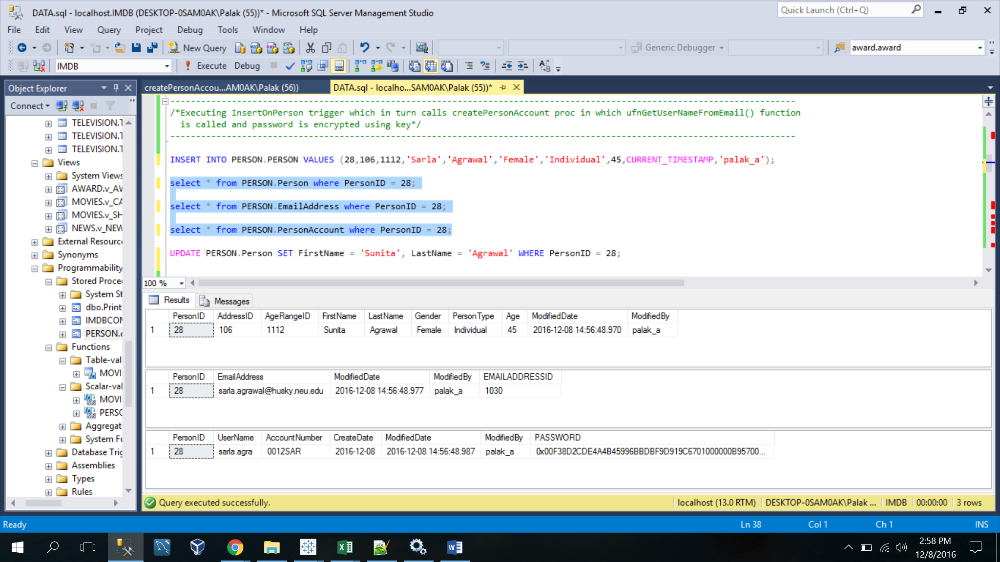 DATA.sql - localhost.IMDB (DESKTOP-0SAM0AK\Palak (55))* - Microsoft SQL Server Management Studio
Quick Launch (Ctrl+Q)
File Edit View Query Project Debug Tools Window Help
New Query
Generic Debugger
award.award
IMDB
Execute Debug
Object Explorer
createPersonAccou...AM0AK\Palak (56))
DATA.sql - localho...SAM0AK\Palak (55))*
Connect
TELEVISION.T
TELEVISION.T
TELEVISION.T
Views
System Views
AWARD.v_AV
MOVIES.v_CA
MOVIES.v_SH
NEWS.v_NEW
External Resourc
Synonyms
Programmability
Stored Proce
System St
dbo.Print
IMDBCOM
PERSON.c
Functions
Table-val
MOVI
Scalar-val
MOVI
PERSO
Aggregat
System Fu
Database Trig
Assemblies
Types
Rules
/*Executing InsertOnPerson trigger which in turn calls createPersonAccount proc in which ufnGetUserNameFromEmail() function
is called and password is encrypted using key*/
INSERT INTO PERSON.PERSON VALUES (28,106,1112,'Sarla','Agrawal','Female','Individual',45,CURRENT_TIMESTAMP,'palak_a');
select * from PERSON.Person where PersonID = 28;
select * from PERSON.EmailAddress where PersonID = 28;
select * from PERSON.PersonAccount where PersonID = 28;
UPDATE PERSON.Person SET FirstName = 'Sunita', LastName = 'Agrawal' WHERE PersonID = 28;
100 %
Results Messages
PersonID AddressID AgeRangeID FirstName LastName Gender PersonType Age ModifiedDate ModifiedBy
1 28 106 1112 Sunita Agrawal Female Individual 45 2016-12-08 14:56:48.970 palak_a
PersonID EmailAddress ModifiedDate ModifiedBy EMAILADDRESSID
1 28 sarla.agrawal@husky.neu.edu 2016-12-08 14:56:48.977 palak_a 1030
PersonID UserName AccountNumber CreateDate ModifiedDate ModifiedBy PASSWORD
1 28 sarla.agra 0012SAR 2016-12-08 2016-12-08 14:56:48.987 palak_a 0x00F38D2CDE4A4B45996BBDBF9D919C6701000000B95700...
Query executed successfully.
localhost (13.0 RTM) DESKTOP-0SAM0AK\Palak ... IMDB 00:00:00 3 rows
Ready
Ln 38 Col 1 Ch 1 INS
2:58 PM
12/8/2016